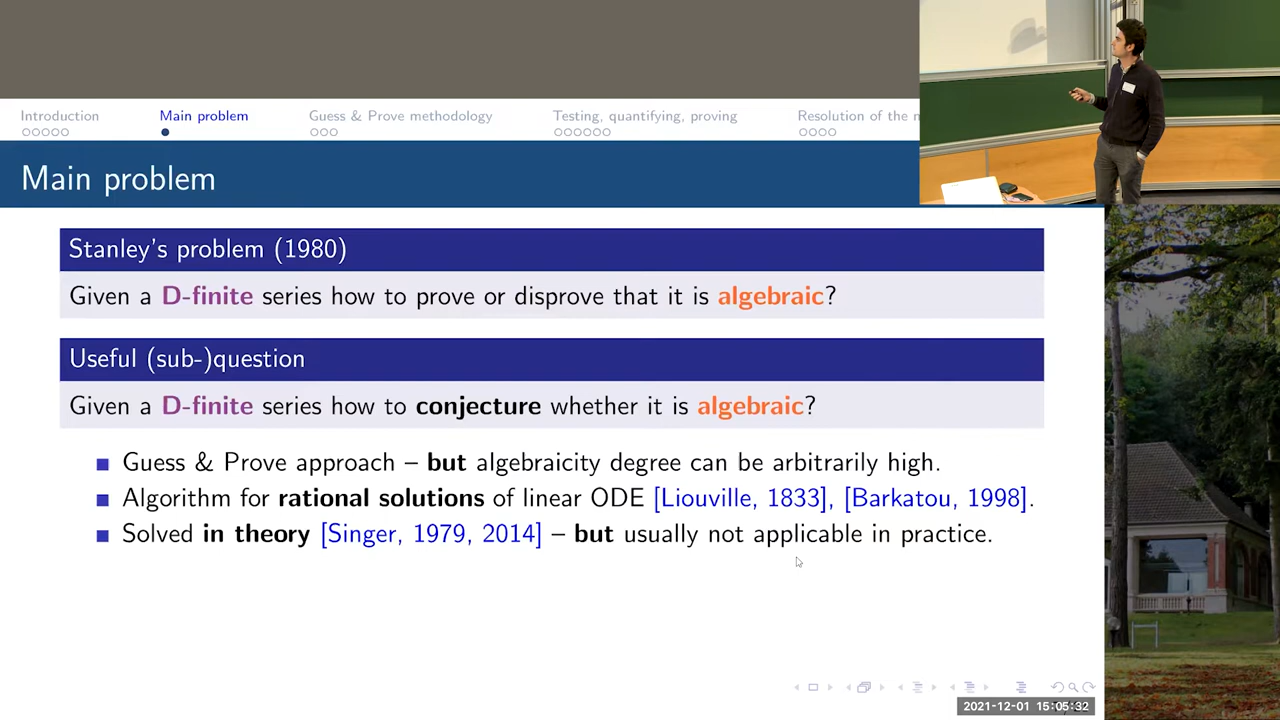 Introduction
Main problem
Guess & Prove methodology
Testing, quantifying, proving
Resolution of the
Main problem
Stanley's problem (1980)
Given a D-finite series how to prove or disprove that it is algebraic?
Useful (sub-)question
Given a D-finite series how to conjecture whether it is algebraic?
Guess & Prove approach – but algebraicity degree can be arbitrarily high.
Algorithm for rational solutions of linear ODE [Liouville, 1833], [Barkatou, 1998].
Solved in theory [Singer, 1979, 2014] – but usually not applicable in practice.
2021-12-01 15:05:32